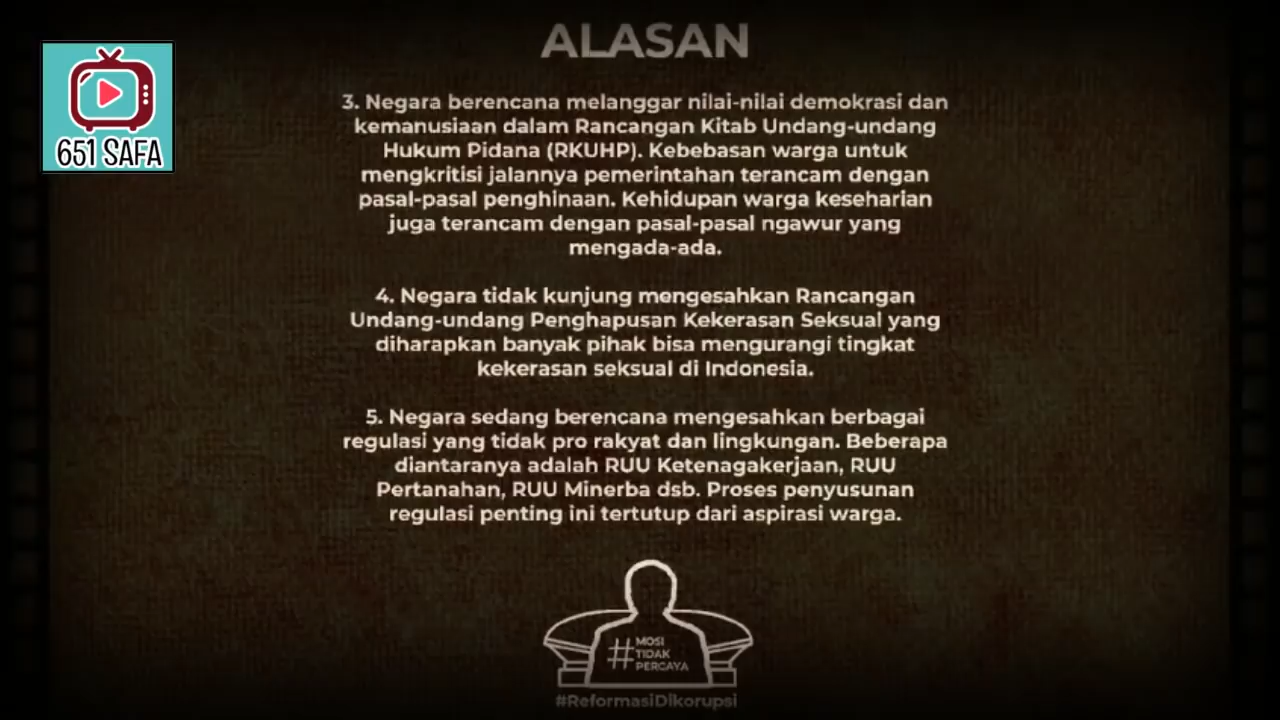 ALASAN
651 SAFA
3. Negara berencana melanggar nilai-nilai demokrasi dan
kemanusiaan dalam Rancangan Kitab Undang-undang
Hukum Pidana (RKUHP). Kebebasan warga untuk
mengkritisi jalannya pemerintahan terancam dengan
pasal-pasal penghinaan. Kehidupan warga keseharian
juga terancam dengan pasal-pasal ngawur yang
mengada-ada.
4. Negara tidak kunjung mengesahkan Rancangan
Undang-undang Penghapusan Kekerasan Seksual yang
diharapkan banyak pihak bisa mengurangi tingkat
kekerasan seksual di Indonesia.
5. Negara sedang berencana mengesahkan berbagai
regulasi yang tidak pro rakyat dan lingkungan. Beberapa
diantaranya adalah RUU Ketenagakerjaan, RUU
Pertanahan, RUU Minerba dsb. Proses penyusunan
regulasi penting ini tertutup dari aspirasi warga.
#MOSI
TIDAK
PERCAYA
#ReformasiDikorupsi